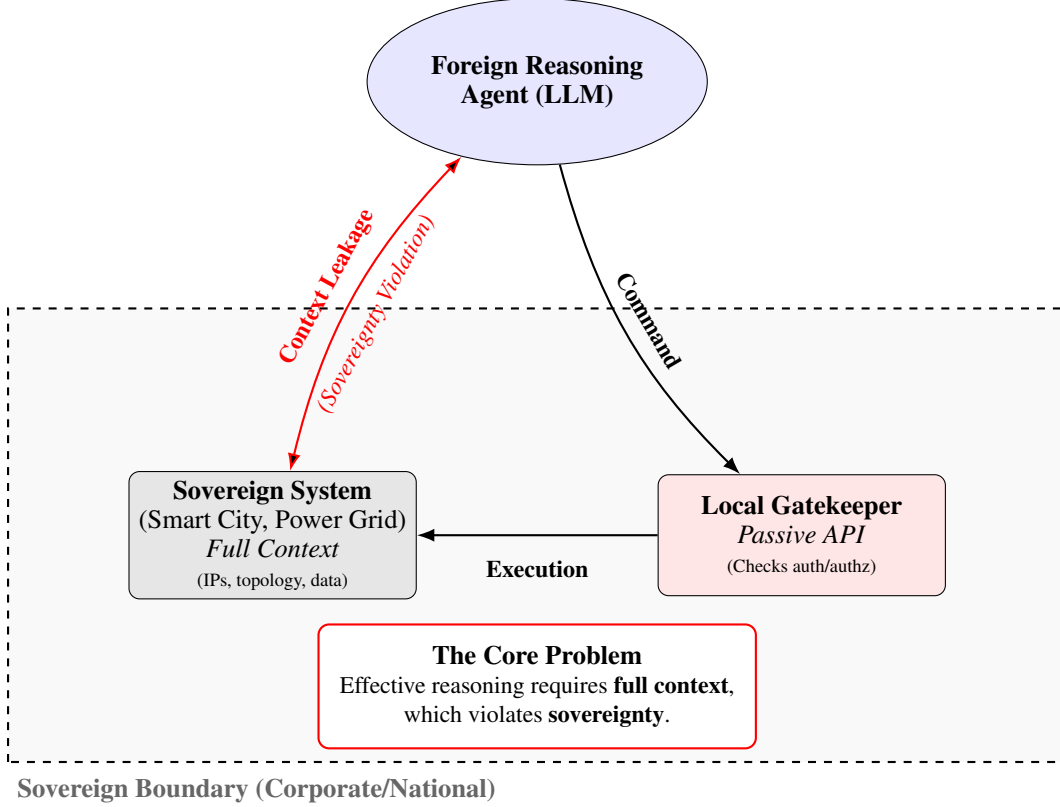 Foreign Reasoning
Agent (LLM)
Context Leakage
(Sovereignty Violation)
Command
Sovereign System
(Smart City, Power Grid)
Full Context
(IPs, topology, data)
Execution
Local Gatekeeper
Passive API
(Checks auth/authz)
The Core Problem
Effective reasoning requires full context,
which violates sovereignty.
Sovereign Boundary (Corporate/National)